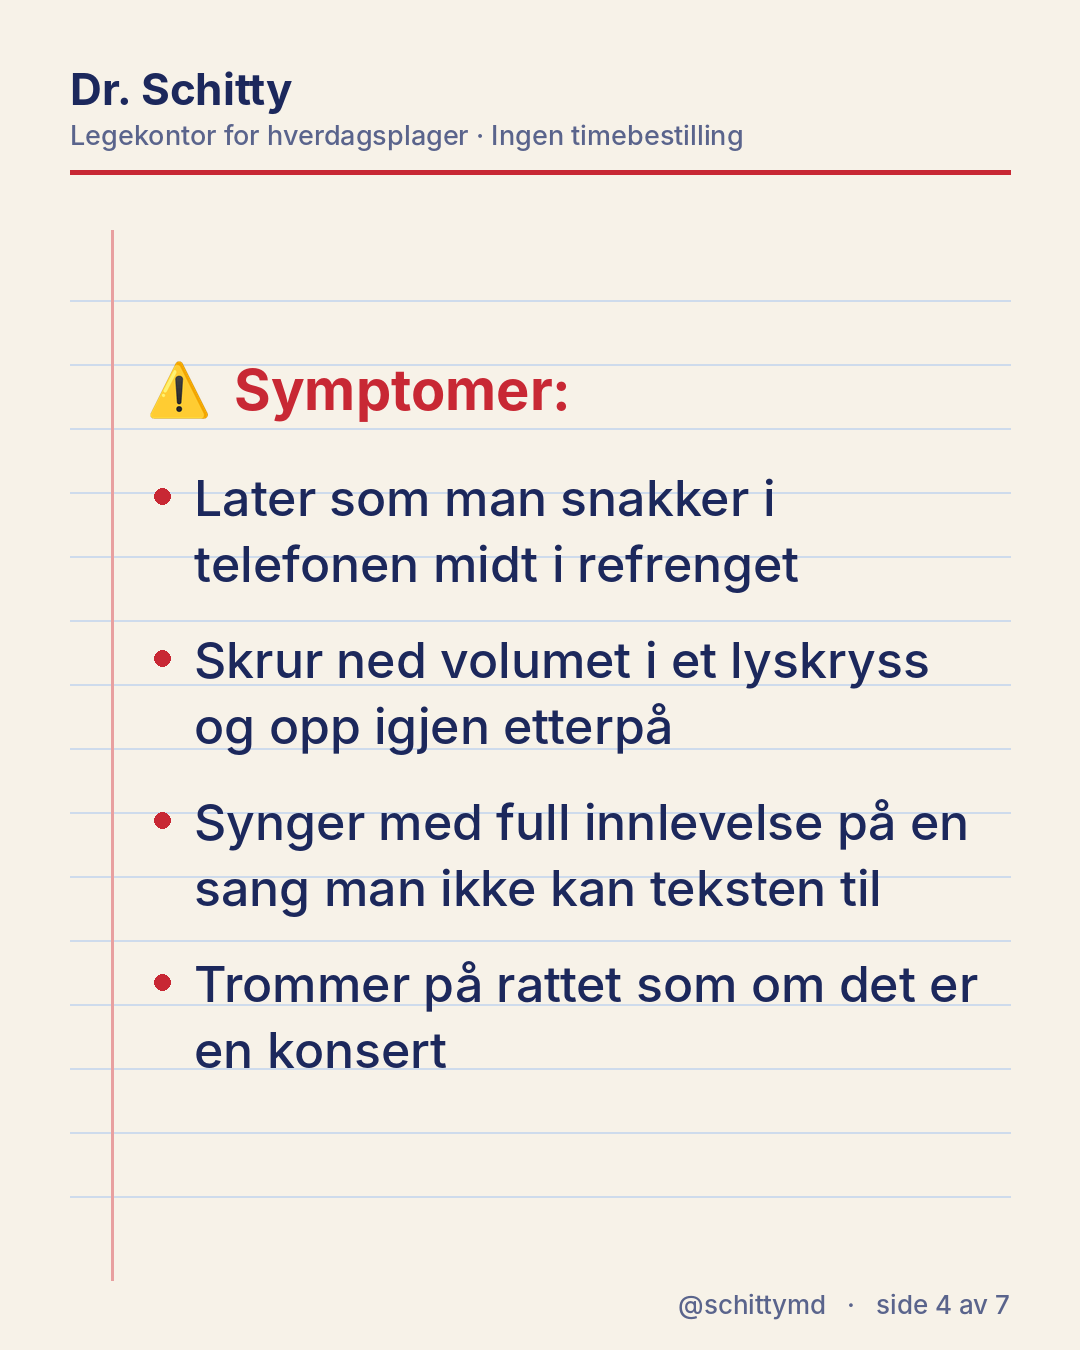 Dr. Schitty
Legekontor for hverdagsplager · Ingen timebestilling
⚠️ Symptomer:
• Later som man snakker i
telefonen midt i refrenget
• Skrur ned volumet i et lyskryss
og opp igjen etterpå
• Synger med full innlevelse på en
sang man ikke kan teksten til
• Trommer på rattet som om det er
en konsert
@schittymd · side 4 av 7